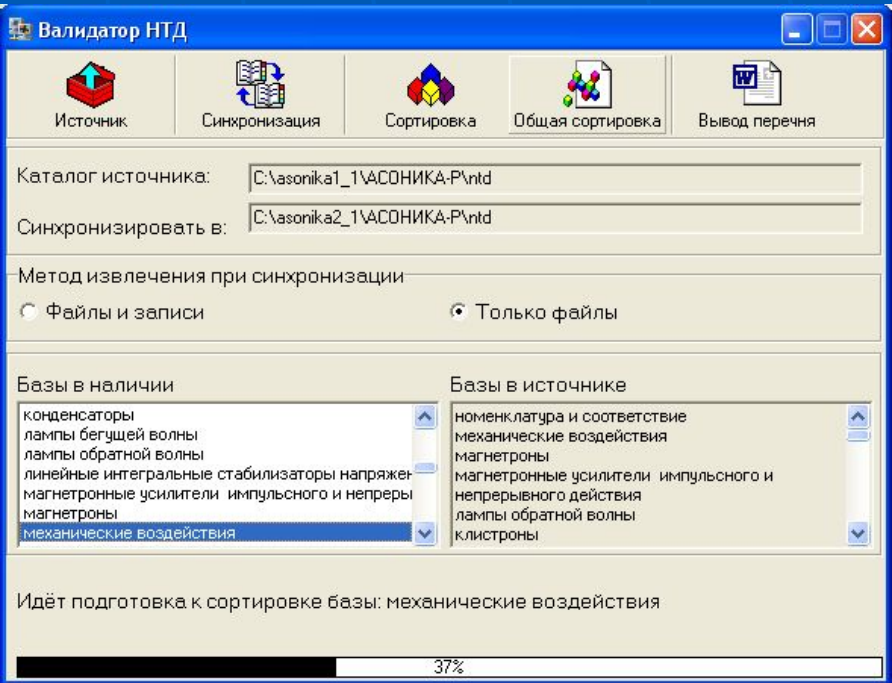 Валидатор НТД
Источник
Синхронизация
Сортировка
Общая сортировка
Вывод перечня
Каталог источника:
C:\asonika1_1\АСОНИКА-Р\ntd
Синхронизировать в:
C:\asonika2_1\АСОНИКА-Р\ntd
Метод извлечения при синхронизации
Файлы и записи
Только файлы
Базы в наличии
конденсаторы
лампы бегущей волны
лампы обратной волны
линейные интегральные стабилизаторы напряжен
магнетронные усилители импульсного и непреры
магнетроны
механические воздействия
Базы в источнике
номенклатура и соответствие
механические воздействия
магнетроны
магнетронные усилители импульсного и
непрерывного действия
лампы обратной волны
клистроны
Идёт подготовка к сортировке базы: механические воздействия
37%